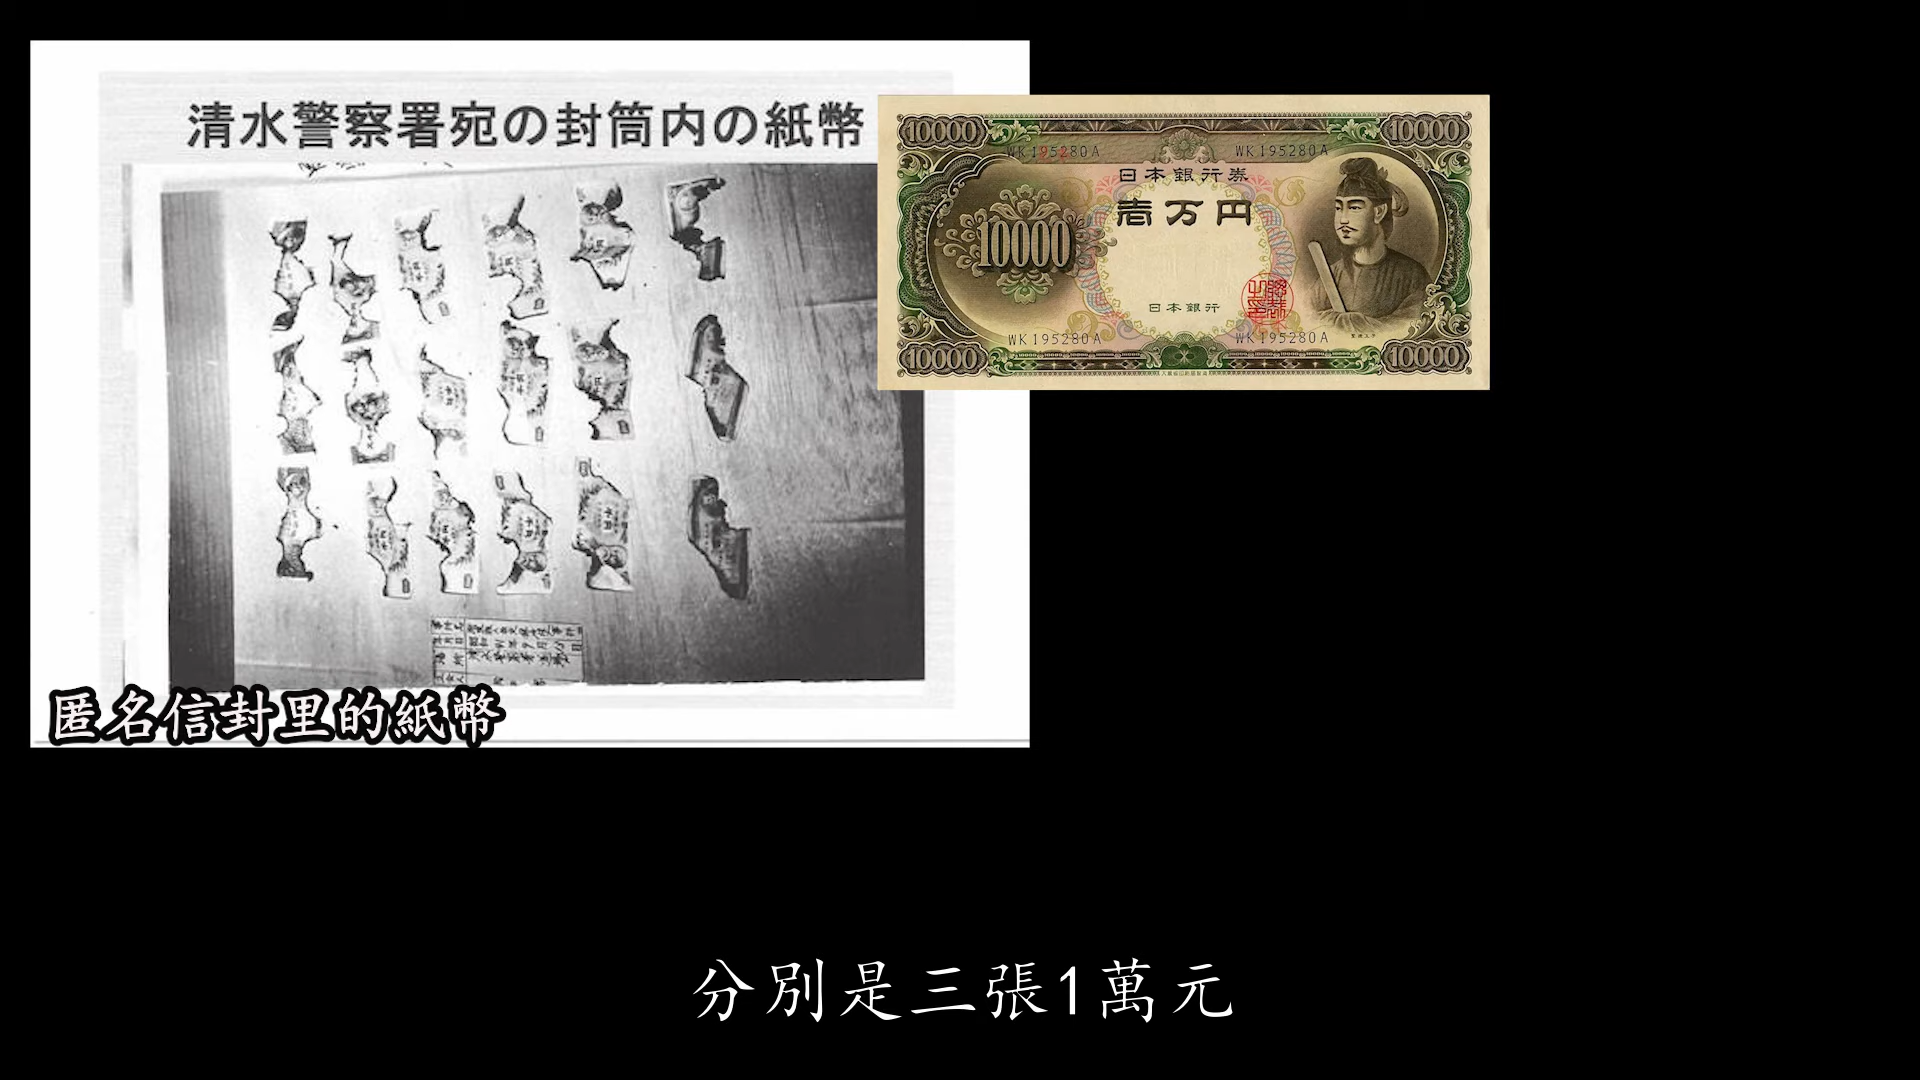 清水警察署宛の封筒内の紙幣
10000 10000
WK195280A WK195280A
日本銀行券
壱万円
10000
日本銀行
WK195280A WK195280A
10000 10000
匿名信封里的紙幣
分別是三張1萬元